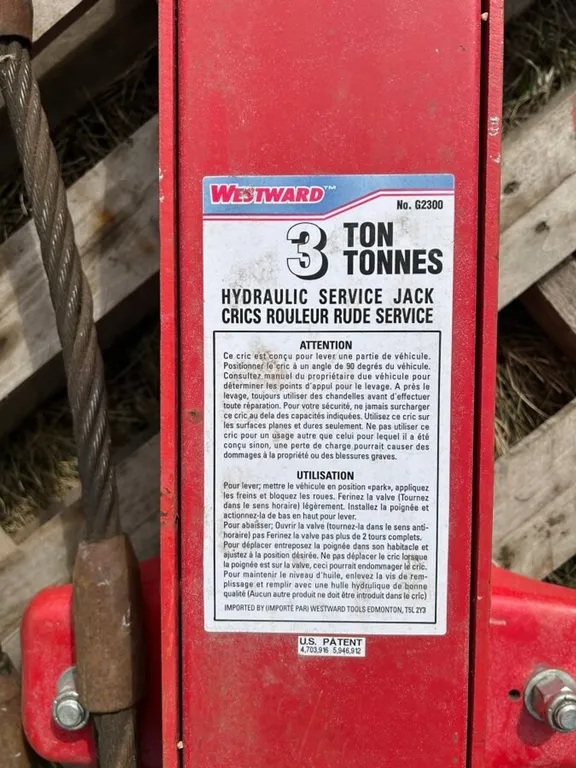 WESTWARD™
No. G2300
3 TON
TONNES
HYDRAULIC SERVICE JACK
CRICS ROULEUR RUDE SERVICE
ATTENTION
Ce cric est conçu pour lever une partie de véhicule.
Positionner le cric à un angle de 90 degrés du véhicule.
Consultez manuel du propriétaire due véhicule pour
déterminer les points d'appui pour le levage. A près le
levage, toujours utiliser des chandelles avant d'effectuer
toute réparation. Pour votre sécurité, ne jamais surcharger
ce cric au dela des capacités indiquées. Utilisez ce cric sur
les surfaces planes et dures seulement. Ne pas utiliser ce
cric pour un usage autre que celui pour lequel il a été
conçu sinon, une perte de charge pourrait causer des
dommages à la propriété ou des blessures graves.
UTILISATION
Pour lever; mettre le véhicule en position «park», appliquez
les freins et bloquez les roues. Ferinez la valve (Tournez
dans le sens horaire) légèrement. Installez la poignée et
actionnez-la de bas en haut pour lever.
Pour abaisser; Ouvrir la valve (tournez-la dans le sens anti-
horaire) pas Ferinez la valve pas plus de 2 tours complets.
Pour déplacer entreposez la poignée dans son habitacle et
ajustez à la position désirée. Ne pas déplacer le cric lorsque
la poignée est sur la valve, ceci pourrait endommager le cric.
Pour maintenir le niveau d'huile, enlevez la vis de rem-
plissage et remplir avec une hulle hydrolique de bonne
qualité (Aucun autre produit ne doit être introduit dans le cric)
IMPORTED BY (IMPORTÉ PAR) WESTWARD TOOLS EDMONTON, T5L 2Y3
U.S. PATENT
4,703,916 5,946,912